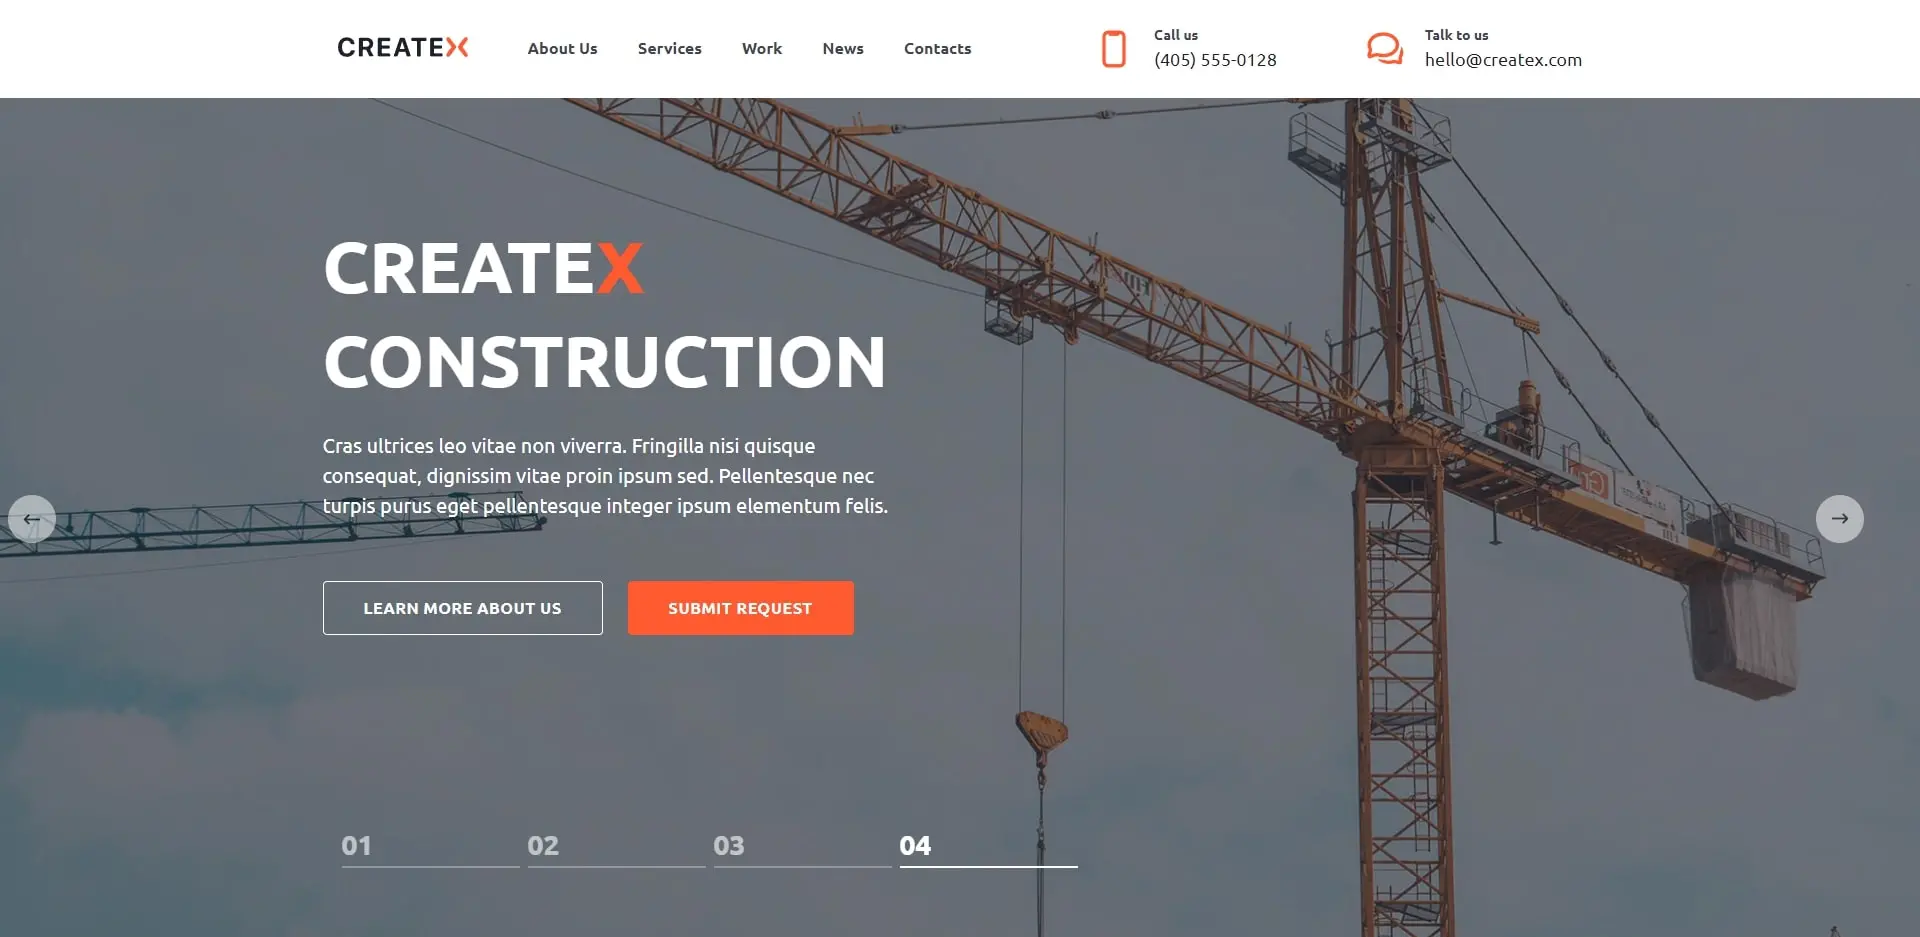 CREATEX
About Us
Services
Work
News
Contacts
Call us
(405) 555-0128
Talk to us
hello@createx.com
CREATEX
CONSTRUCTION
Cras ultrices leo vitae non viverra. Fringilla nisi quisque
consequat, dignissim vitae proin ipsum sed. Pellentesque nec
turpis purus eget pellentesque integer ipsum elementum felis.
LEARN MORE ABOUT US
SUBMIT REQUEST
01
02
03
04